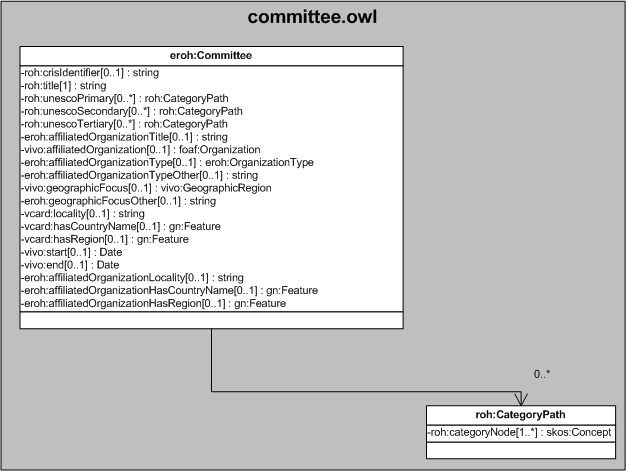 committee.owl
eroh:Committee
-roh:crisIdentifier[0..1] : string
-roh:title[1] : string
-roh:unescoPrimary[0..*] : roh:CategoryPath
-roh:unescoSecondary[0..*] : roh:CategoryPath
-roh:unescoTertiary[0..*] : roh:CategoryPath
-eroh:affiliatedOrganizationTitle[0..1] : string
-vivo:affiliatedOrganization[0..1] : foaf:Organization
-eroh:affiliatedOrganizationType[0..1] : eroh:OrganizationType
-eroh:affiliatedOrganizationTypeOther[0..1] : string
-vivo:geographicFocus[0..1] : vivo:GeographicRegion
-eroh:geographicFocusOther[0..1] : string
-vcard:locality[0..1] : string
-vcard:hasCountryName[0..1] : gn:Feature
-vcard:hasRegion[0..1] : gn:Feature
-vivo:start[0..1] : Date
-vivo:end[0..1] : Date
-eroh:affiliatedOrganizationLocality[0..1] : string
-eroh:affiliatedOrganizationHasCountryName[0..1] : gn:Feature
-eroh:affiliatedOrganizationHasRegion[0..1] : gn:Feature
0..*
roh:CategoryPath
-roh:categoryNode[1..*] : skos:Concept